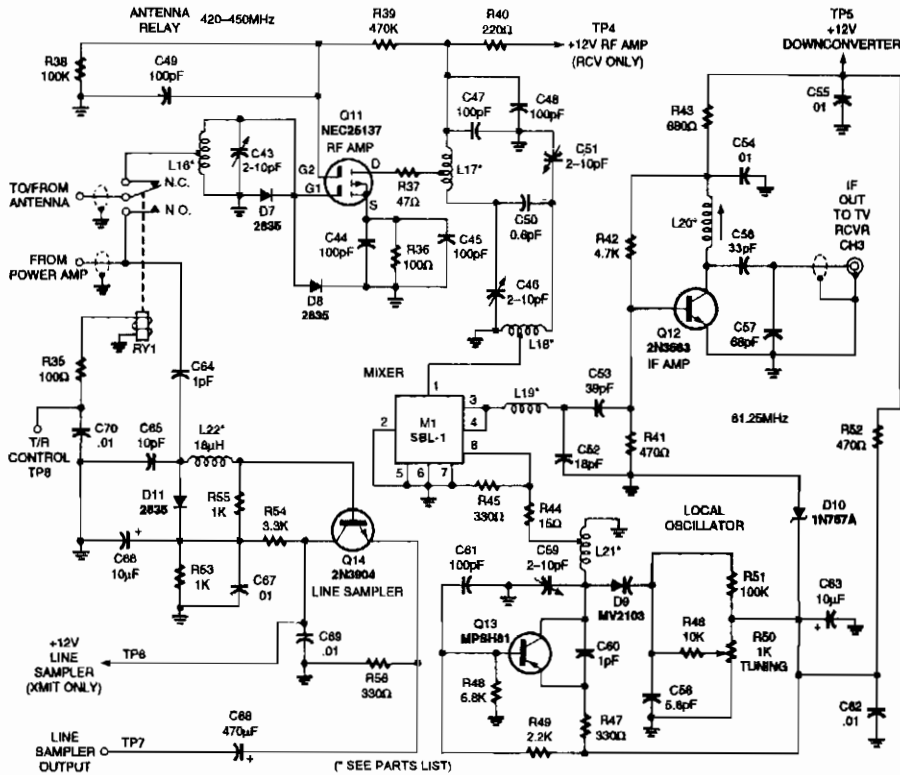 ANTENNA
RELAY
420–450MHz
R38
100K
C49
100pF
R39
470K
R40
220Ω
TP4
+12V RF AMP
(RCV ONLY)
TP5
+12V
DOWNCONVERTER
C55
01
R43
680Ω
C54
01
L16*
C43
2-10pF
Q11
NEC25137
RF AMP
G2
G1
D
S
D7
2835
R37
47Ω
C47
100pF
C48
100pF
L17*
C51
2–10pF
C50
0.6pF
N.C.
N O.
TO/FROM
ANTENNA
FROM
POWER AMP
C44
100pF
R36
100Ω
C45
100pF
D8
2835
C46
2–10pF
L18*
R42
4.7K
L20*
C56
33pF
IF
OUT
TO TV
RCVR
CH3
Q12
2N3563
IF AMP
C57
68pF
RY1
R35
100Ω
C64
1pF
MIXER
1
M1
SBL-1
2
3
4
8
5
6
7
L19*
C53
39pF
C52
18pF
R41
470Ω
61.25MHz
R52
470Ω
T/R
CONTROL
TP8
C70
.01
C65
10pF
L22*
18μH
D11
2835
R55
1K
R54
3.3K
Q14
2N3904
LINE SAMPLER
C66
10μF
+
R53
1K
C67
01
R45
330Ω
R44
15Ω
L21*
LOCAL
OSCILLATOR
D10
1N757A
C61
100pF
C59
2–10pF
D9
MV2103
R51
100K
C63
10μF
+
R46
10K
R50
1K
TUNING
Q13
MPSH81
C60
1pF
C58
5.6pF
R48
6.8K
R47
330Ω
R49
2.2K
C62
.01
+12V
LINE
SAMPLER
(XMIT ONLY)
TP6
C69
.01
R56
330Ω
LINE
SAMPLER
OUTPUT
TP7
C68
470μF
+
(* SEE PARTS LIST)